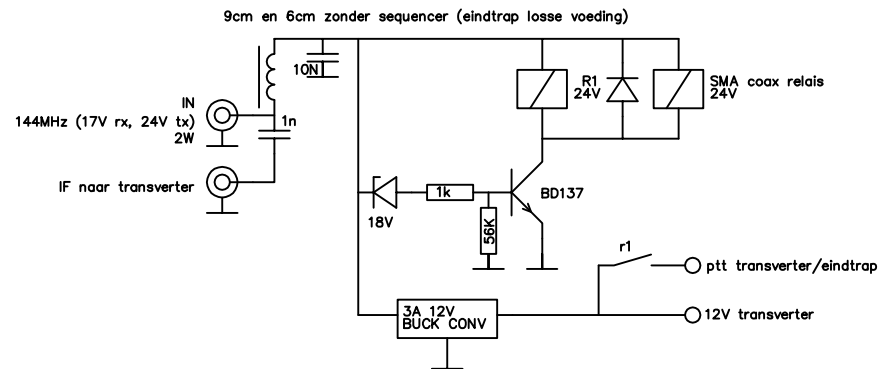 9cm en 6cm zonder sequencer (eindtrap losse voeding)
10N
R1
24V
SMA coax relais
24V
IN
144MHz (17V rx, 24V tx)
2W
1n
IF naar transverter
18V
1k
56K
BD137
r1
ptt transverter/eindtrap
3A 12V
BUCK CONV
12V transverter